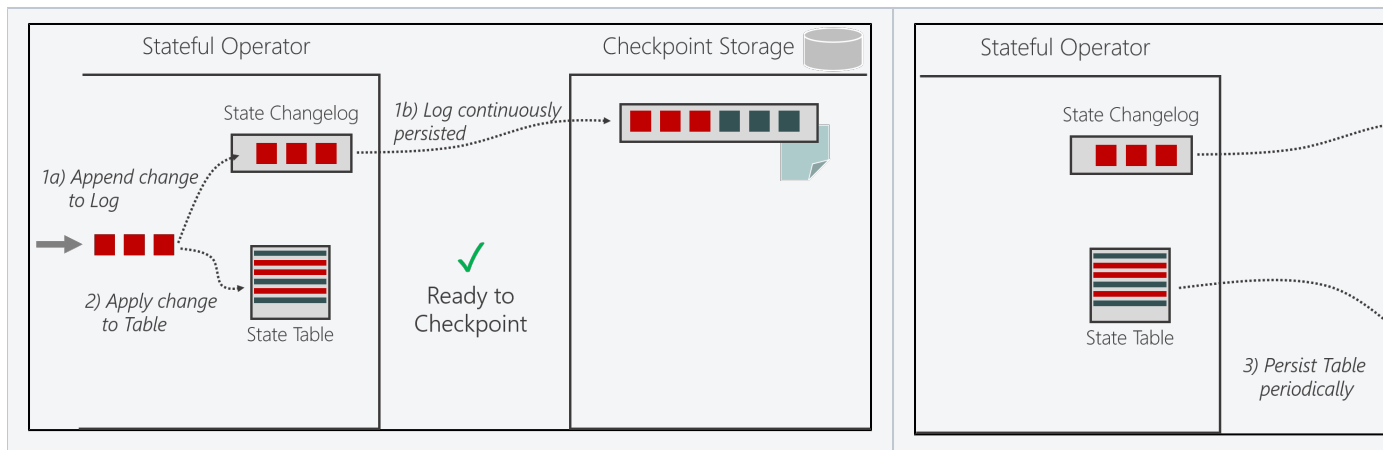 Stateful Operator
Checkpoint Storage
State Changelog
1b) Log continuously
persisted
1a) Append change
to Log
2) Apply change
to Table
State Table
✓
Ready to
Checkpoint
Stateful Operator
State Changelog
State Table
3) Persist Table
periodically